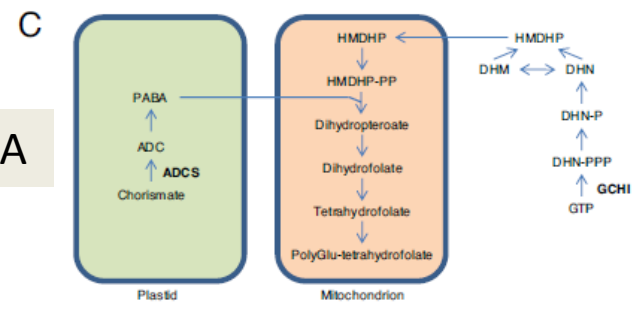 C
A
PABA
ADC
ADCS
Chorismate
Plastid
HMDHP
HMDHP-PP
Dihydropteroate
Dihydrofolate
Tetrahydrofolate
PolyGlu-tetrahydrofolate
Mitochondrion
HMDHP
DHM
DHN
DHN-P
DHN-PPP
GCHI
GTP